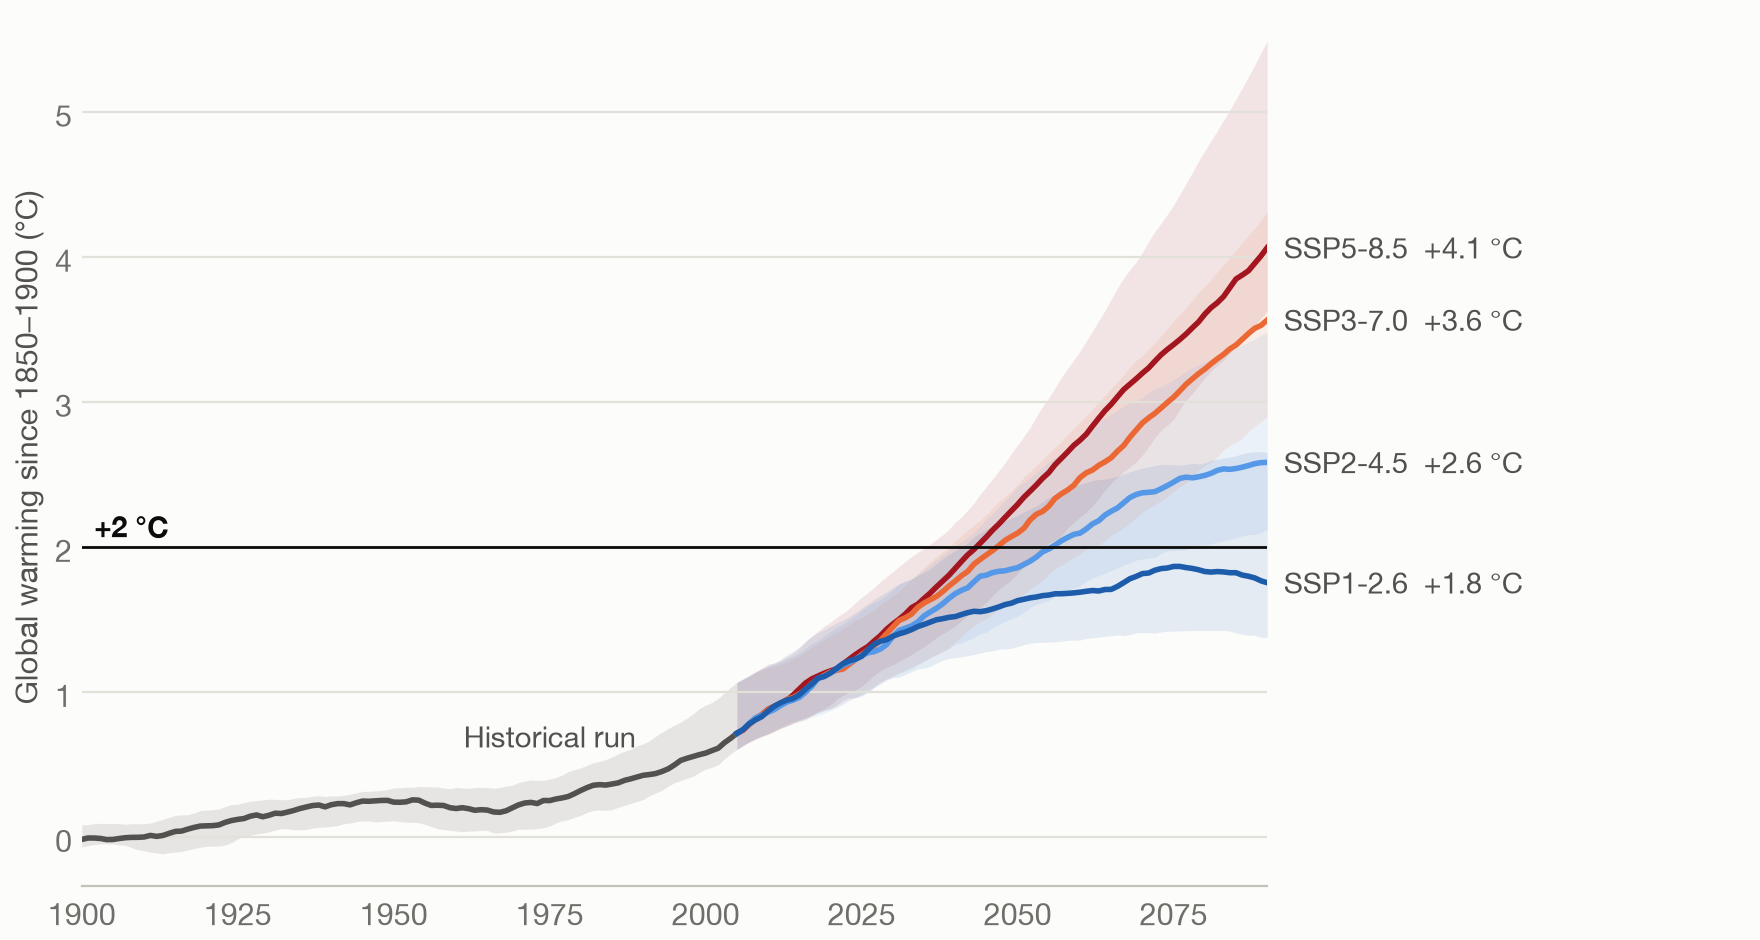 Global warming since 1850–1900 (°C)
5
4
3
2
1
0
+2 °C
Historical run
SSP5-8.5 +4.1 °C
SSP3-7.0 +3.6 °C
SSP2-4.5 +2.6 °C
SSP1-2.6 +1.8 °C
1900 1925 1950 1975 2000 2025 2050 2075